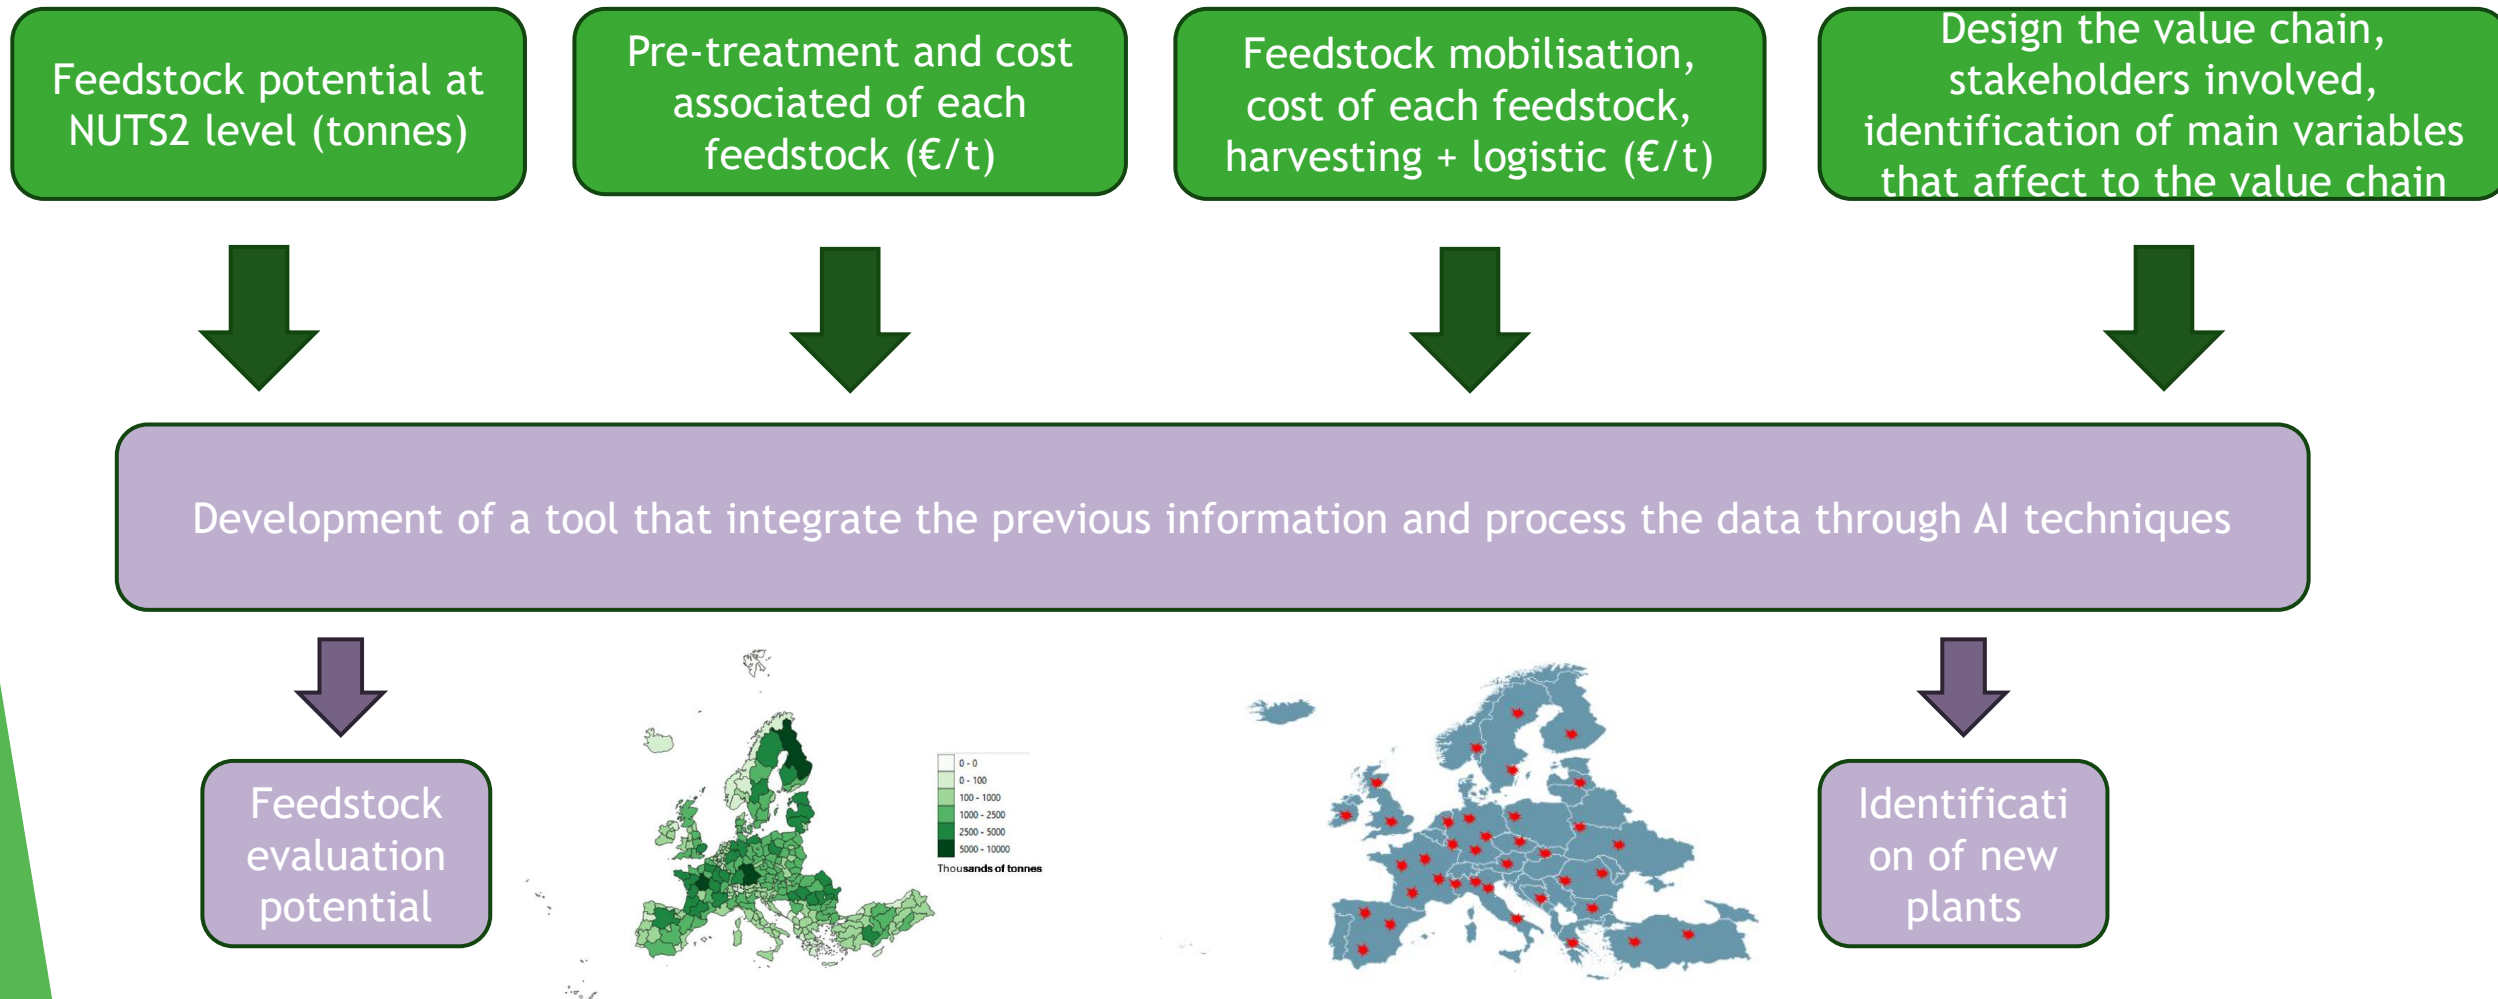 Feedstock potential at
NUTS2 level (tonnes)
Pre-treatment and cost
associated of each
feedstock (€/t)
Feedstock mobilisation,
cost of each feedstock,
harvesting + logistic (€/t)
Design the value chain,
stakeholders involved,
identification of main variables
that affect to the value chain
Development of a tool that integrate the previous information and process the data through AI techniques
Feedstock
evaluation
potential
0 - 0
0 - 100
100 - 1000
1000 - 2500
2500 - 5000
5000 - 10000
Thousands of tonnes
Identificati
on of new
plants